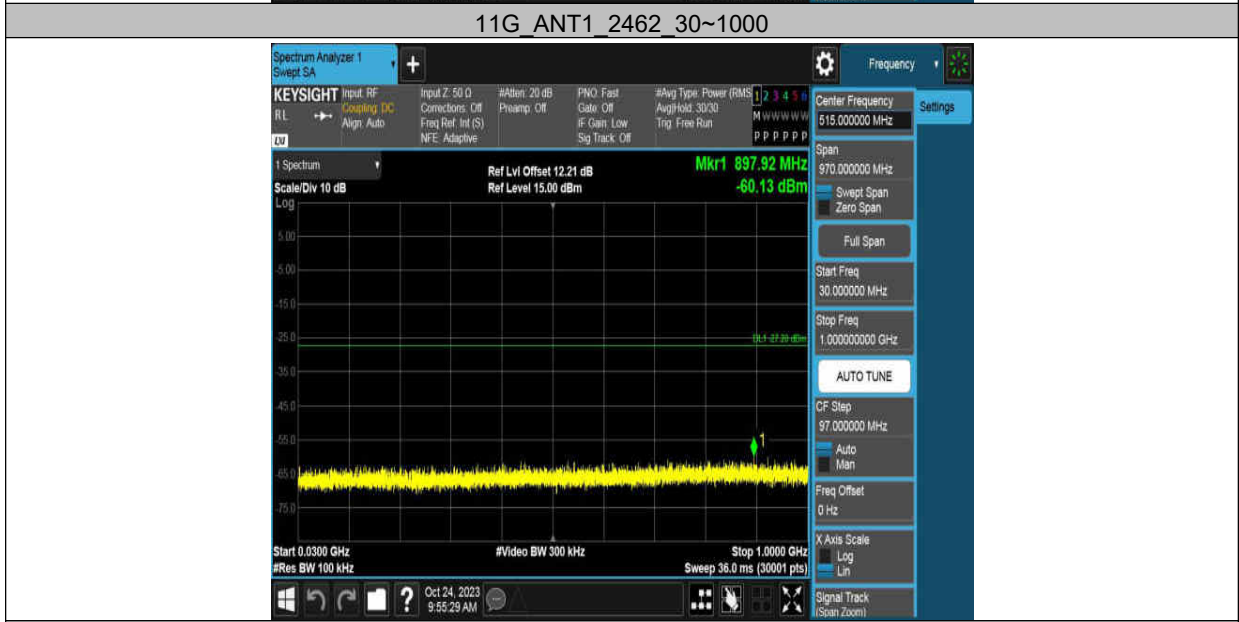 11G_ANT1_2462_30~1000
Spectrum Analyzer 1
Swept SA
+
Frequency
KEYSIGHT
RL
LXI
Input: RF
Coupling: DC
Align: Auto
Input Z: 50 Ω
Corrections: Off
Freq Ref: Int (S)
NFE: Adaptive
#Atten: 20 dB
Preamp: Off
PNO: Fast
Gate: Off
IF Gain: Low
Sig Track: Off
#Avg Type: Power (RMS
Avg|Hold: 30/30
Trig: Free Run
1 2 3 4 5 6
M w w w w w
P P P P P P
Center Frequency
515.000000 MHz
Settings
1 Spectrum
Scale/Div 10 dB
Log
Ref Lvl Offset 12.21 dB
Ref Level 15.00 dBm
Mkr1 897.92 MHz
-60.13 dBm
Span
970.000000 MHz
Swept Span
Zero Span
Full Span
Start Freq
30.000000 MHz
Stop Freq
1.000000000 GHz
AUTO TUNE
CF Step
97.000000 MHz
Auto
Man
Freq Offset
0 Hz
X Axis Scale
Log
Lin
Signal Track
(Span Zoom)
5.00
-5.00
-15.0
-25.0
DL1 -27.20 dBm
-35.0
-45.0
-55.0
1
-65.0
-75.0
Start 0.0300 GHz
#Res BW 100 kHz
#Video BW 300 kHz
Stop 1.0000 GHz
Sweep 36.0 ms (30001 pts)
?
Oct 24, 2023
9:55:29 AM